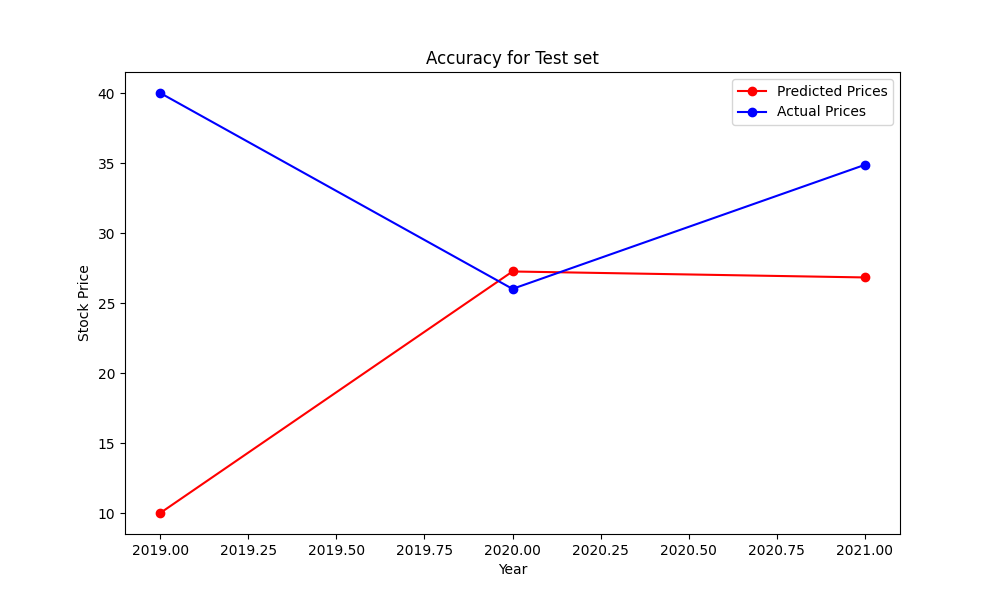 Accuracy for Test set
Predicted Prices
Actual Prices
Stock Price
40
35
30
25
20
15
10
2019.00 2019.25 2019.50 2019.75 2020.00 2020.25 2020.50 2020.75 2021.00
Year